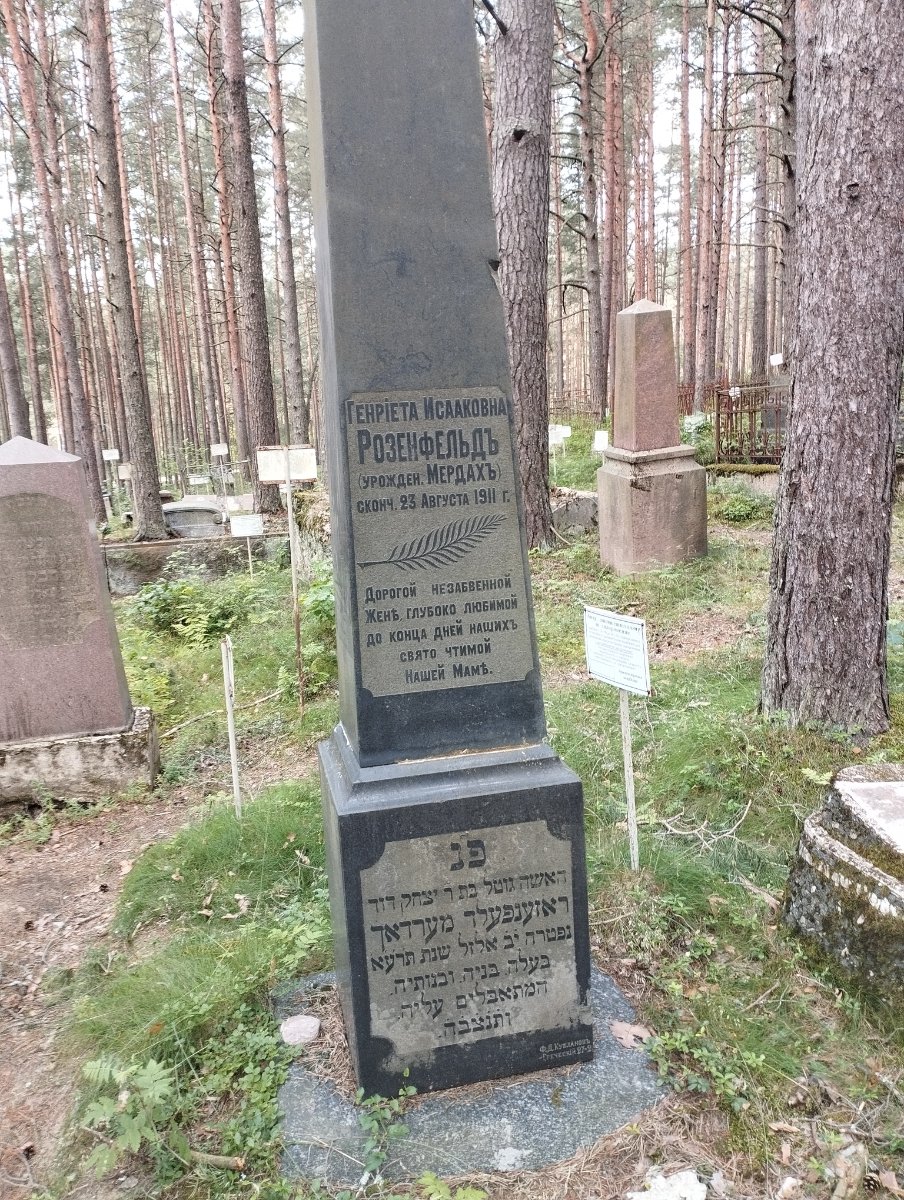 Генріета Исааковна
Розенфельдъ
(урожден. Мердахъ)
сконч. 23 Августа 1911 г.
Дорогой незабвенной
Женѣ, глубоко любимой
до конца дней нашихъ
свято чтимой
нашей Мамѣ.
פנ
האשה גוטל בת ר יצחק דוד
ראזענפעלד מערדאך
נפטרה יב אלול שנת תרעא
בעלה בניה ובנותיה
המתאבלים עליה
ותנצבה